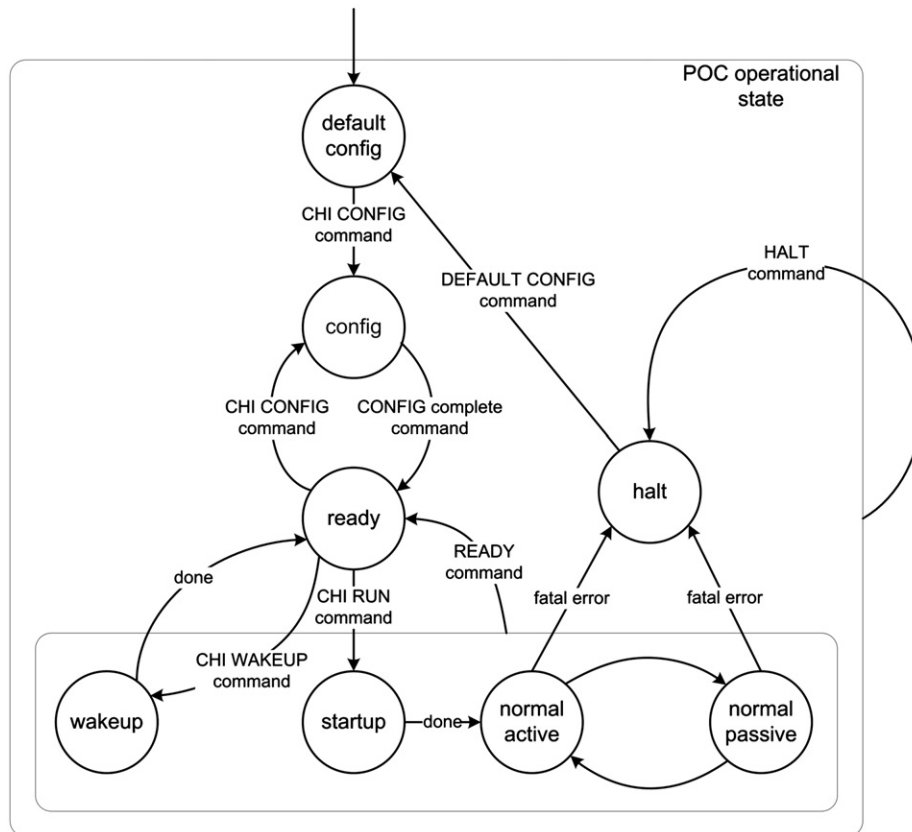 POC operational
state
default
config
CHI CONFIG
command
HALT
command
DEFAULT CONFIG
command
config
CHI CONFIG
command
CONFIG complete
command
halt
ready
READY
command
done
CHI RUN
command
fatal error
fatal error
CHI WAKEUP
command
wakeup
startup
done
normal
active
normal
passive